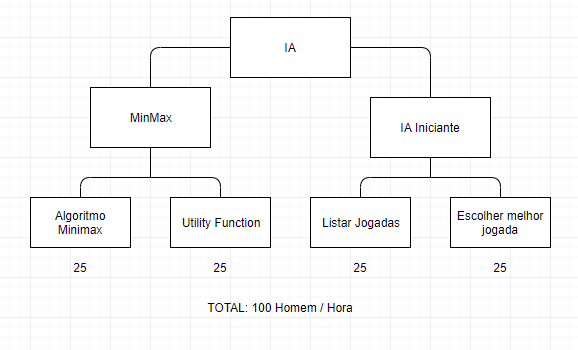 IA
MinMax
IA Iniciante
Algoritmo
Minimax
Utility Function
Listar Jogadas
Escolher melhor
jogada
25
25
25
25
TOTAL: 100 Homem / Hora